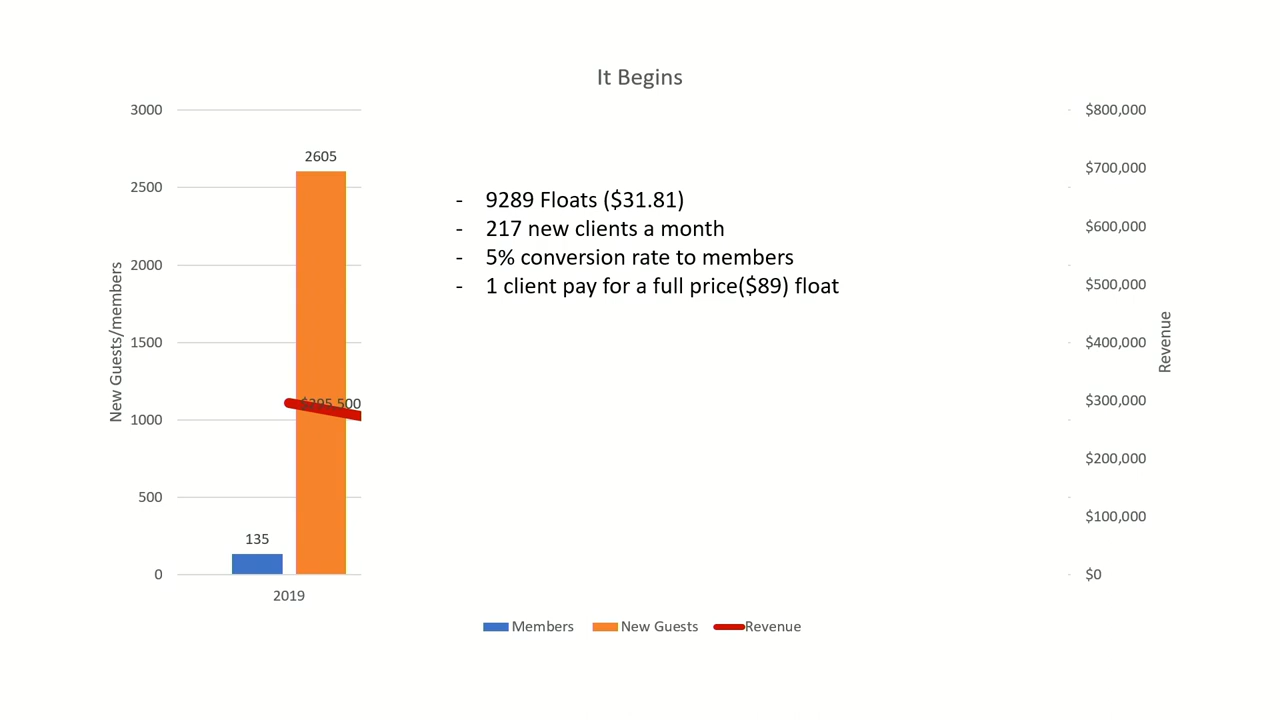 It Begins
3000
2500
2000
1500
1000
500
0
New Guests/members
2605
$295,500
135
2019
- 9289 Floats ($31.81)
- 217 new clients a month
- 5% conversion rate to members
- 1 client pay for a full price($89) float
$800,000
$700,000
$600,000
$500,000
$400,000
$300,000
$200,000
$100,000
$0
Revenue
Members New Guests Revenue